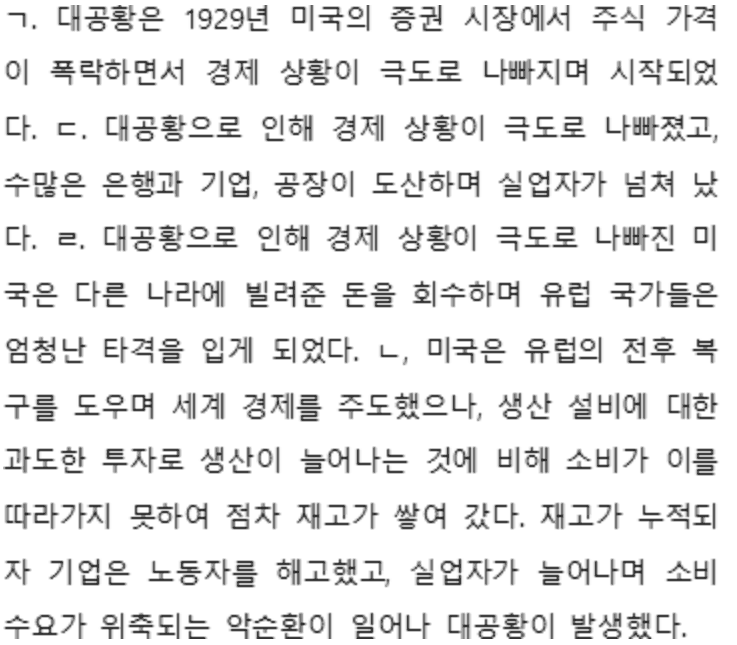 ㄱ. 대공황은 1929년 미국의 증권 시장에서 주식 가격
이 폭락하면서 경제 상황이 극도로 나빠지며 시작되었
다. ㄷ. 대공황으로 인해 경제 상황이 극도로 나빠졌고,
수많은 은행과 기업, 공장이 도산하며 실업자가 넘쳐 났
다. ㄹ. 대공황으로 인해 경제 상황이 극도로 나빠진 미
국은 다른 나라에 빌려준 돈을 회수하며 유럽 국가들은
엄청난 타격을 입게 되었다. ㄴ, 미국은 유럽의 전후 복
구를 도우며 세계 경제를 주도했으나, 생산 설비에 대한
과도한 투자로 생산이 늘어나는 것에 비해 소비가 이를
따라가지 못하여 점차 재고가 쌓여 갔다. 재고가 누적되
자 기업은 노동자를 해고했고, 실업자가 늘어나며 소비
수요가 위축되는 악순환이 일어나 대공황이 발생했다.